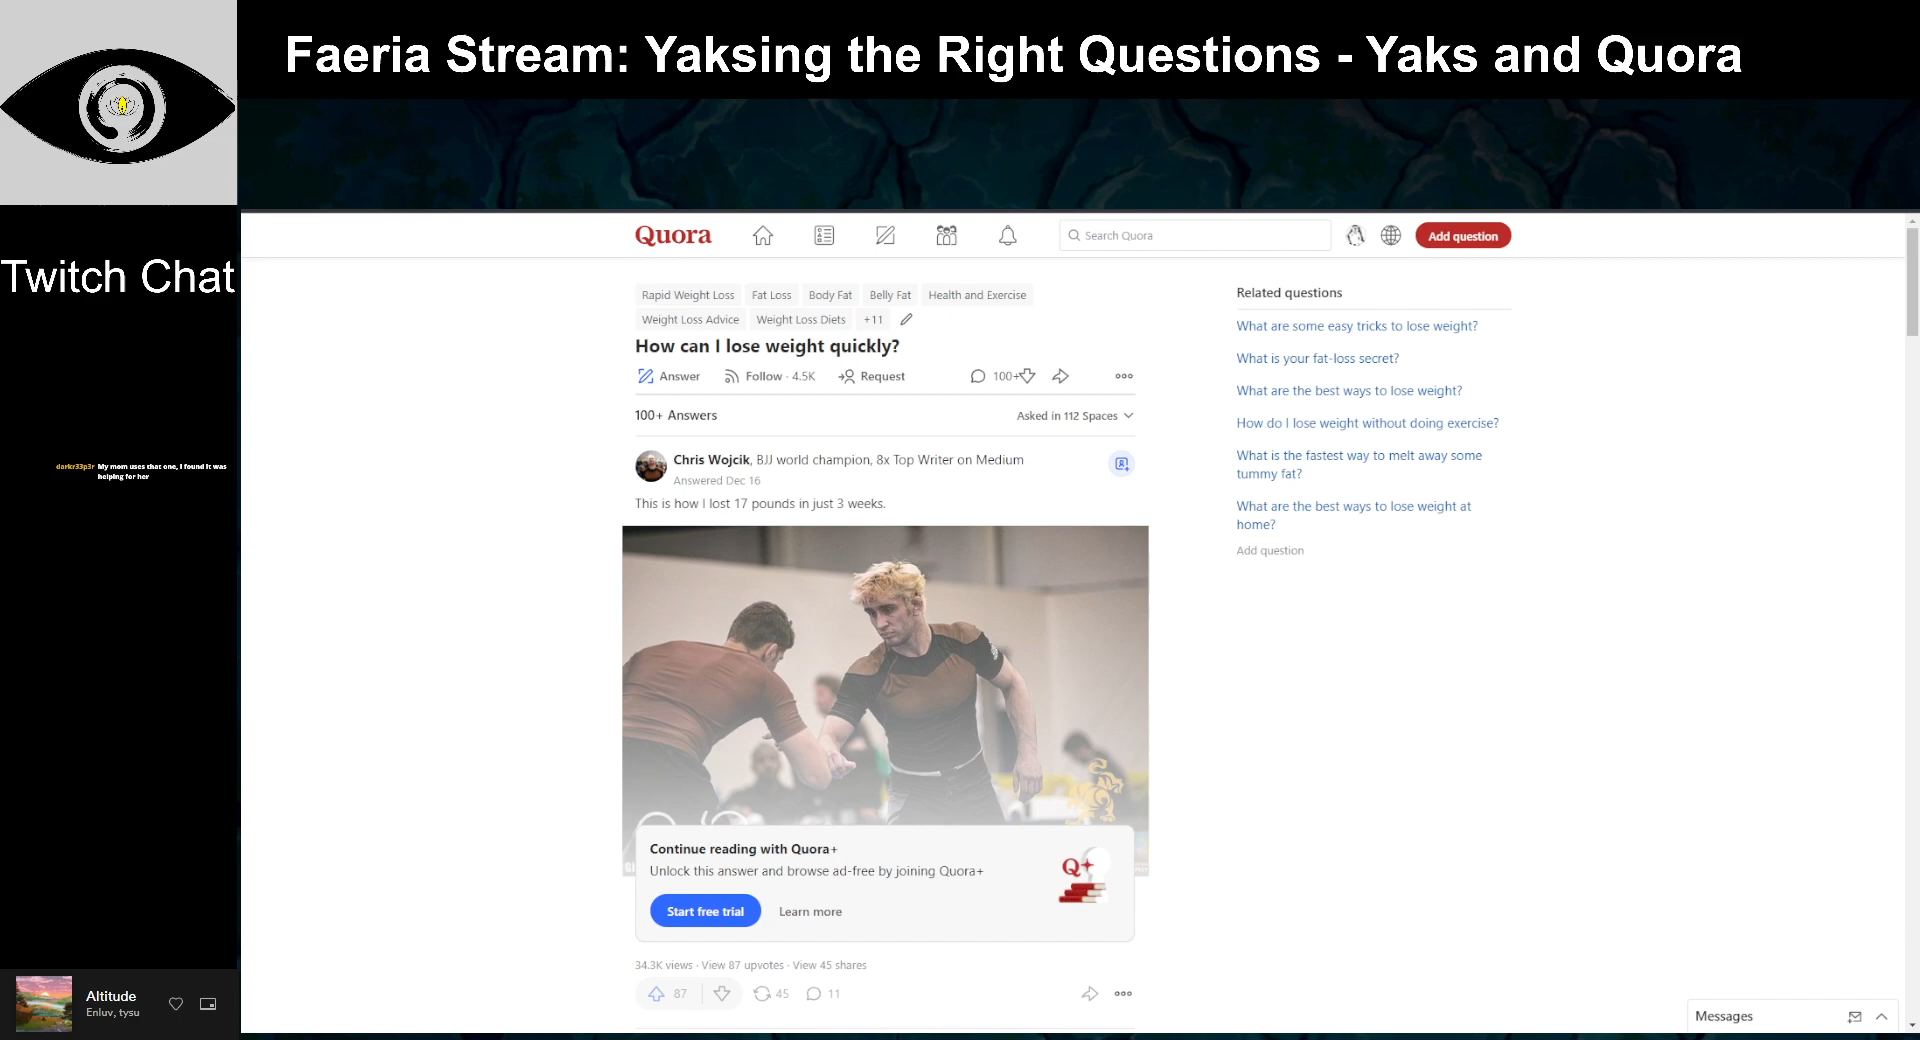 Faeria Stream: Yaksing the Right Questions - Yaks and Quora
Twitch Chat
darkr33p3r My mom uses that one, I found it was
helping for her
Altitude
Enluv, tysu
Quora
Search Quora
Add question
Rapid Weight Loss
Fat Loss
Body Fat
Belly Fat
Health and Exercise
Weight Loss Advice
Weight Loss Diets
+11
How can I lose weight quickly?
Answer
Follow · 4.5K
Request
100+
100+ Answers
Asked in 112 Spaces
Chris Wojcik, BJJ world champion, 8x Top Writer on Medium
Answered Dec 16
This is how I lost 17 pounds in just 3 weeks.
Continue reading with Quora+
Unlock this answer and browse ad-free by joining Quora+
Start free trial
Learn more
Q+
34.3K views · View 87 upvotes · View 45 shares
87
45
11
Related questions
What are some easy tricks to lose weight?
What is your fat-loss secret?
What are the best ways to lose weight?
How do I lose weight without doing exercise?
What is the fastest way to melt away some
tummy fat?
What are the best ways to lose weight at
home?
Add question
Messages